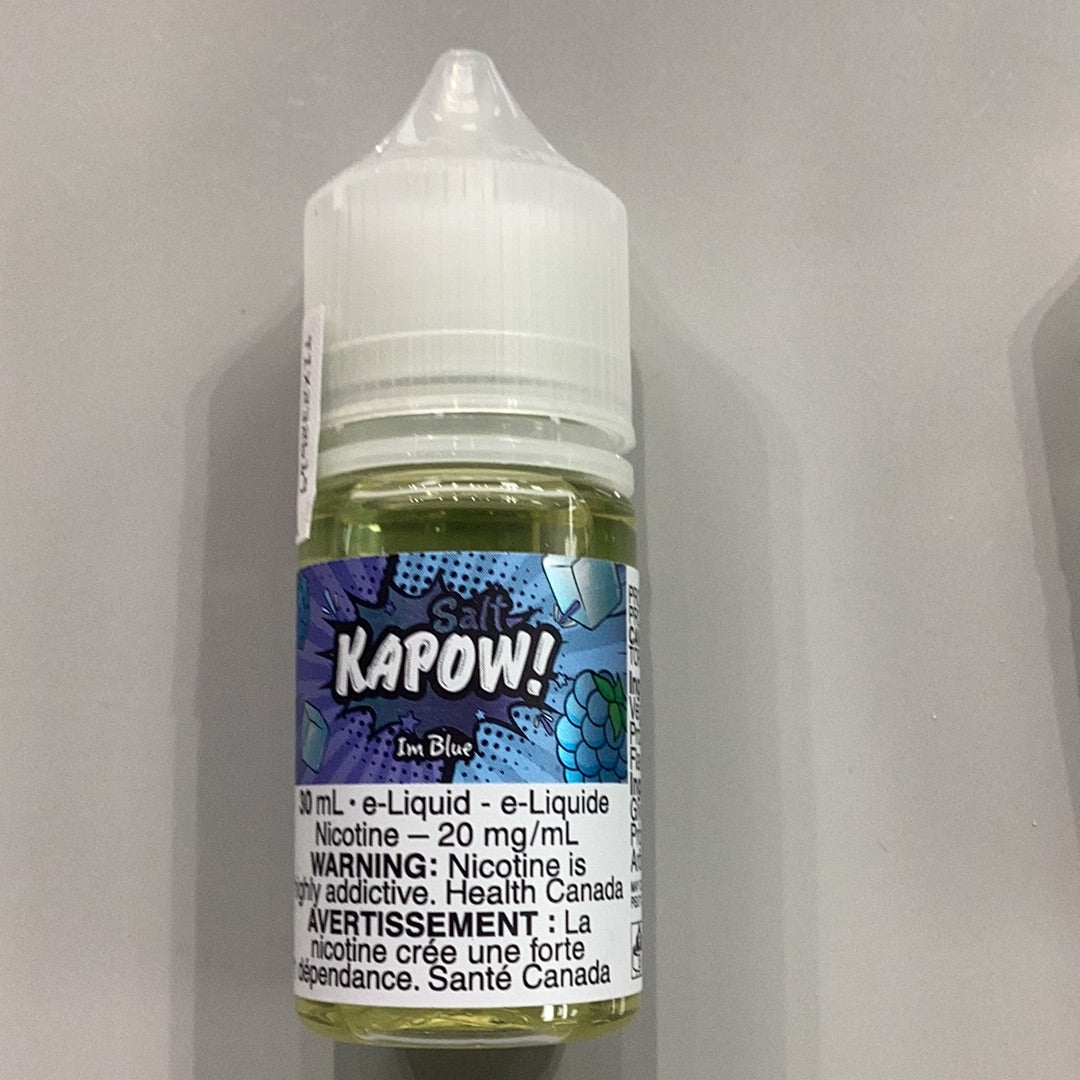 Salt
KAPOW!
Im Blue
30 mL • e-Liquid - e-Liquide
Nicotine – 20 mg/mL
WARNING: Nicotine is
highly addictive. Health Canada
AVERTISSEMENT : La
nicotine crée une forte
dépendance. Santé Canada